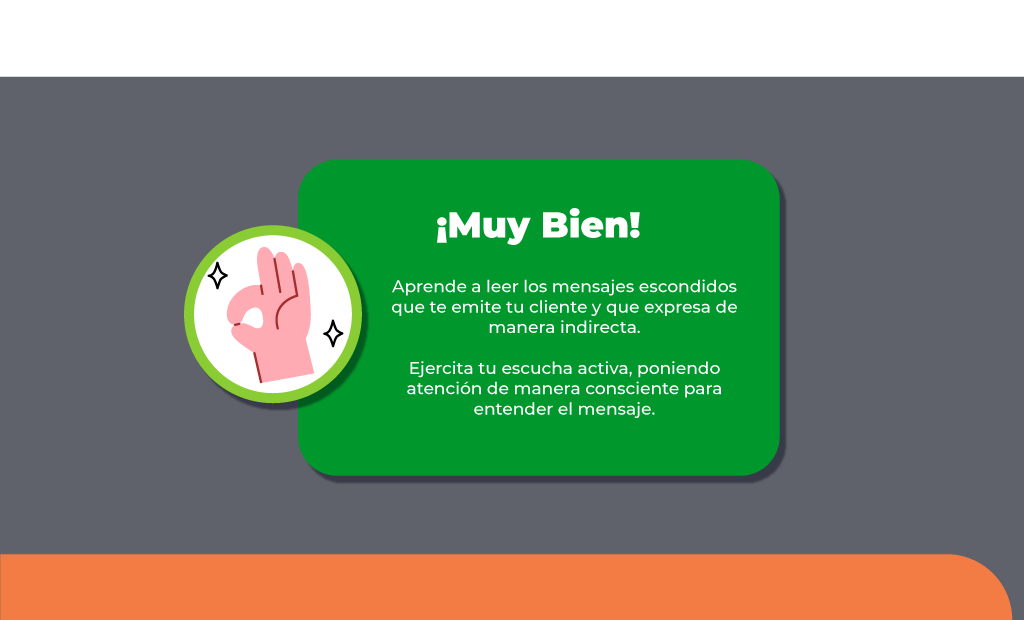 ¡Muy Bien!
Aprende a leer los mensajes escondidos
que te emite tu cliente y que expresa de
manera indirecta.
Ejercita tu escucha activa, poniendo
atención de manera consciente para
entender el mensaje.